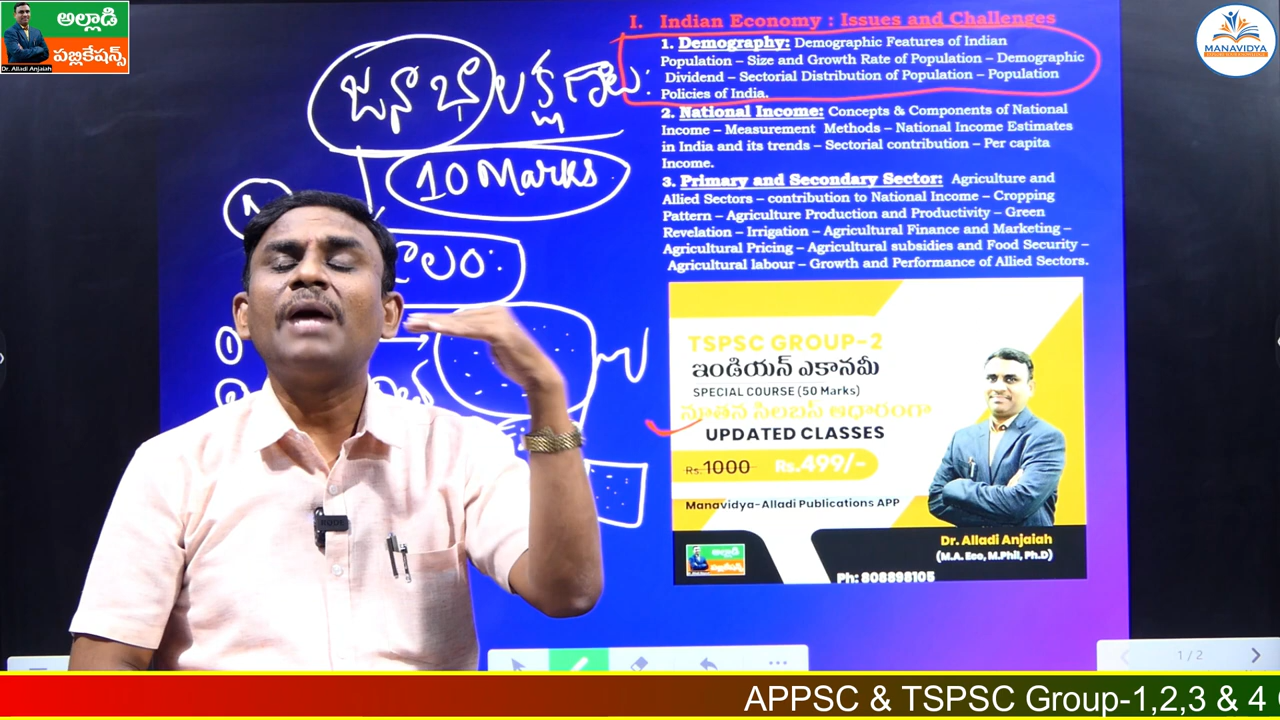 అల్లాడి
పబ్లికేషన్స్
Dr. Alladi Anjaiah
MANAVIDYA
జనాభా లక్షణాలు:
10 Marks
I. Indian Economy : Issues and Challenges
1. Demography: Demographic Features of Indian
Population – Size and Growth Rate of Population – Demographic
Dividend – Sectorial Distribution of Population – Population
Policies of India.
2. National Income: Concepts & Components of National
Income – Measurement Methods – National Income Estimates
in India and its trends – Sectorial contribution – Per capita
Income.
3. Primary and Secondary Sector: Agriculture and
Allied Sectors – contribution to National Income – Cropping
Pattern – Agriculture Production and Productivity – Green
Revelation – Irrigation – Agricultural Finance and Marketing –
Agricultural Pricing – Agricultural subsidies and Food Security –
Agricultural labour – Growth and Performance of Allied Sectors.
TSPSC GROUP-2
ఇండియన్ ఎకానమీ
SPECIAL COURSE (50 Marks)
నూతన సిలబస్ ఆధారంగా
UPDATED CLASSES
Rs.1000 Rs.499/-
Manavidya-Alladi Publications APP
Dr. Alladi Anjaiah
(M.A. Eco, M.Phil, Ph.D)
Ph: 808898105
అల్లాడి
పబ్లికేషన్స్
1 / 2
APPSC & TSPSC Group-1,2,3 & 4